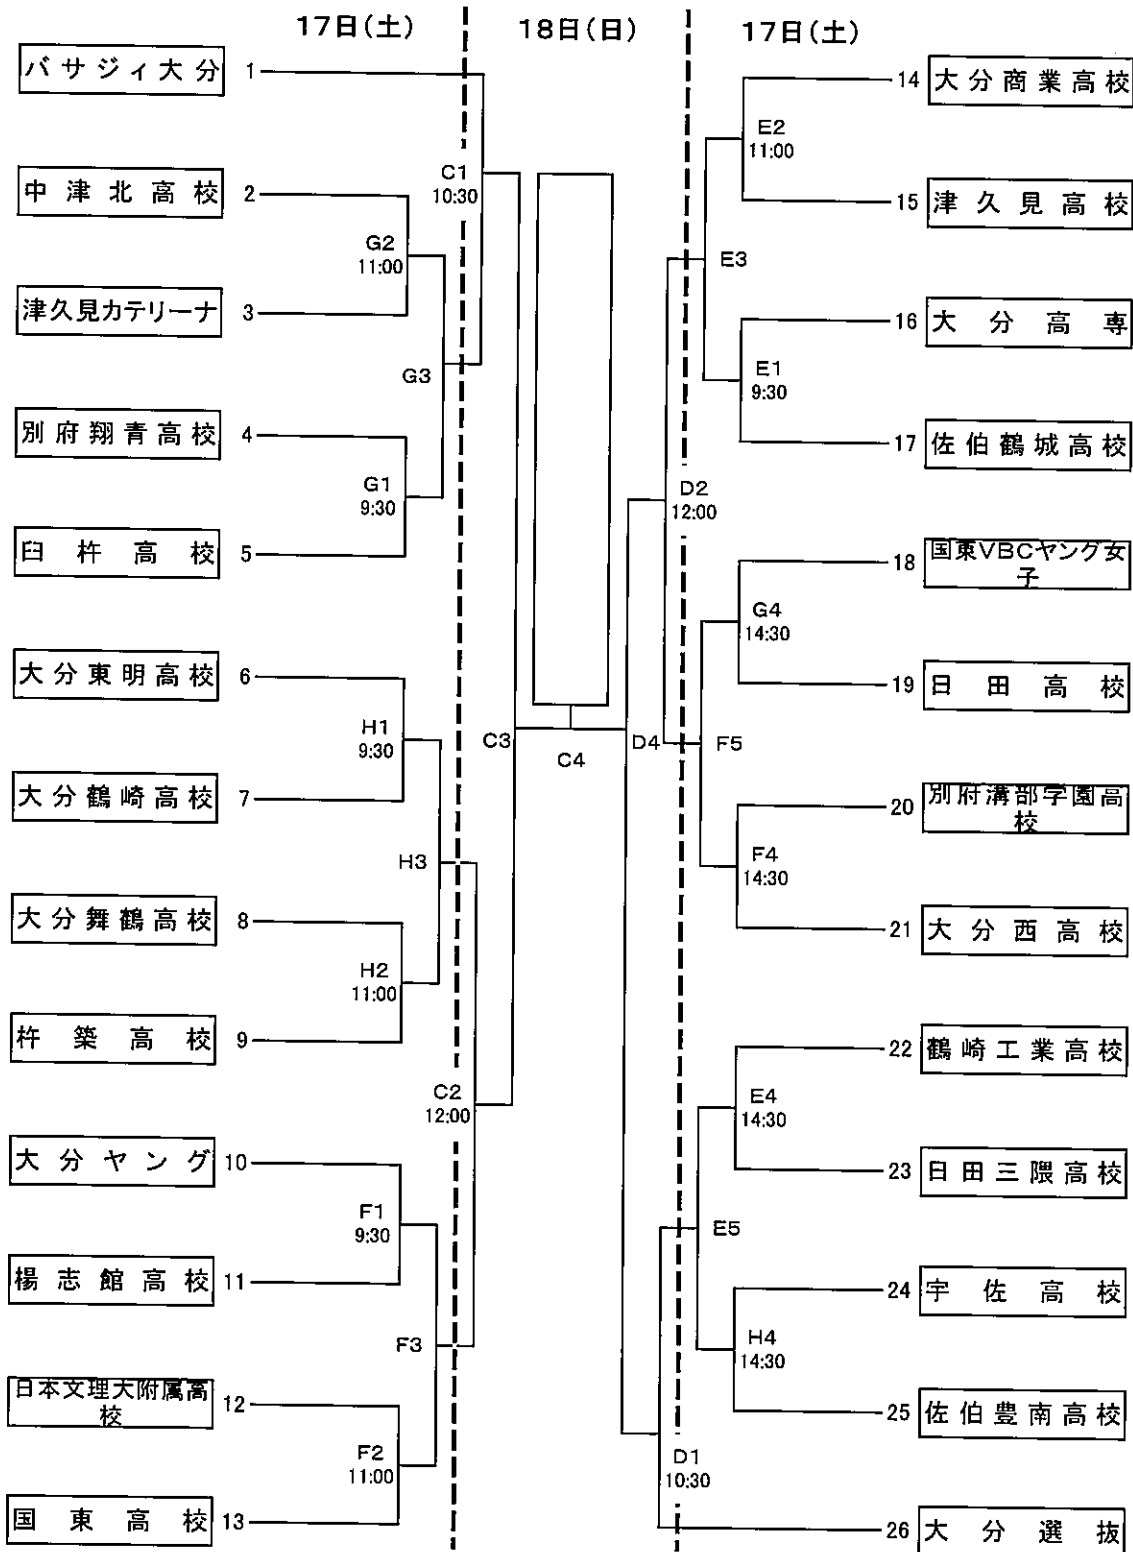 17日(土)
18日(日)
17日(土)
バサジィ大分 1
中津北高校 2
津久見カテリーナ 3
別府翔青高校 4
臼杵高校 5
大分東明高校 6
大分鶴崎高校 7
大分舞鶴高校 8
杵築高校 9
大分ヤング 10
楊志館高校 11
日本文理大附属高
校
12
国東高校 13
G2
11:00
G1
9:30
G3
H1
9:30
H2
11:00
H3
F1
9:30
F2
11:00
F3
C1
10:30
C2
12:00
C3
C4
D4
D2
12:00
D1
10:30
E3
E2
11:00
E1
9:30
F5
G4
14:30
F4
14:30
E5
E4
14:30
H4
14:30
14 大分商業高校
15 津久見高校
16 大分高専
17 佐伯鶴城高校
18
国東VBCヤング女
子
19 日田高校
20
別府溝部学園高
校
21 大分西高校
22 鶴崎工業高校
23 日田三隈高校
24 宇佐高校
25 佐伯豊南高校
26 大分選抜